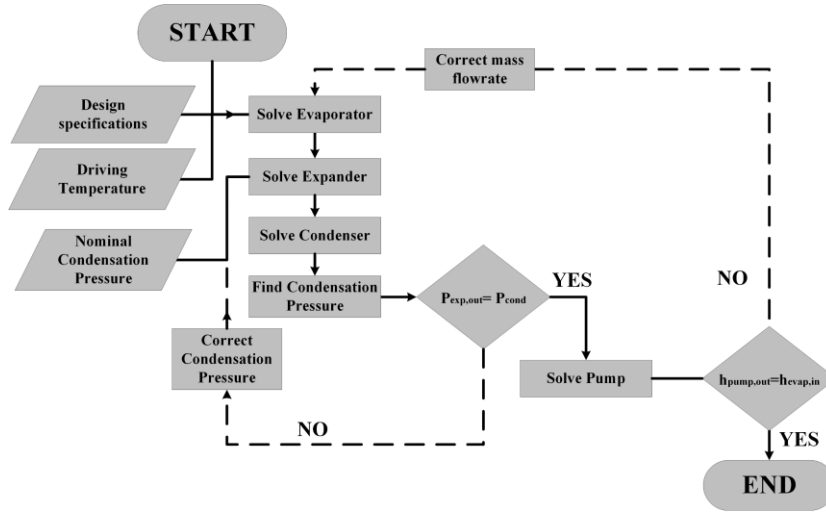 START
Correct mass
flowrate
Design
specifications
Solve Evaporator
Driving
Temperature
Solve Expander
Nominal
Condensation
Pressure
Solve Condenser
Find Condensation
Pressure
Pexp,out= Pcond
YES
NO
Correct
Condensation
Pressure
Solve Pump
hpump,out=hevap,in
NO
YES
END